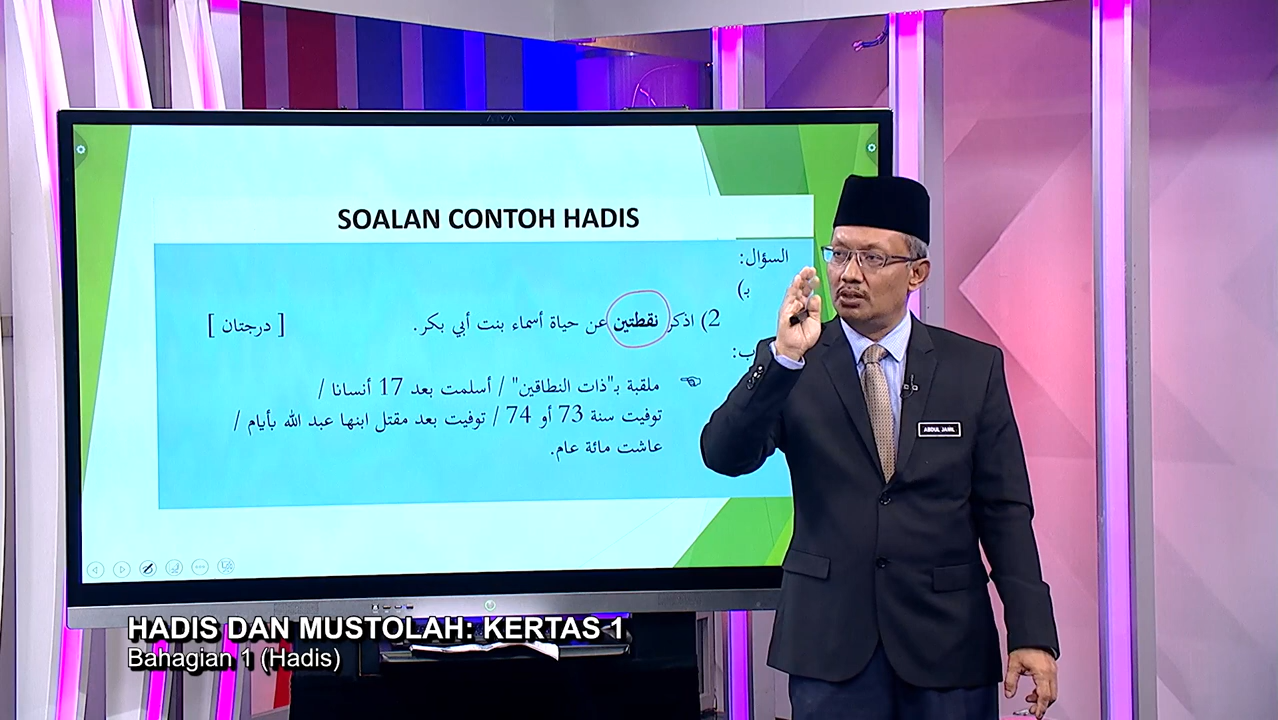 SOALAN CONTOH HADIS
السؤال:
بـ)
2) اذكر نقطتين عن حياة أسماء بنت أبي بكر. [ درجتان ]
ب:
ملقبة بـ"ذات النطاقين" / أسلمت بعد 17 أنسانا /
توفيت سنة 73 أو 74 / توفيت بعد مقتل ابنها عبد الله بأيام /
عاشت مائة عام.
ABDUL JAMIL
HADIS DAN MUSTOLAH: KERTAS 1
Bahagian 1 (Hadis)